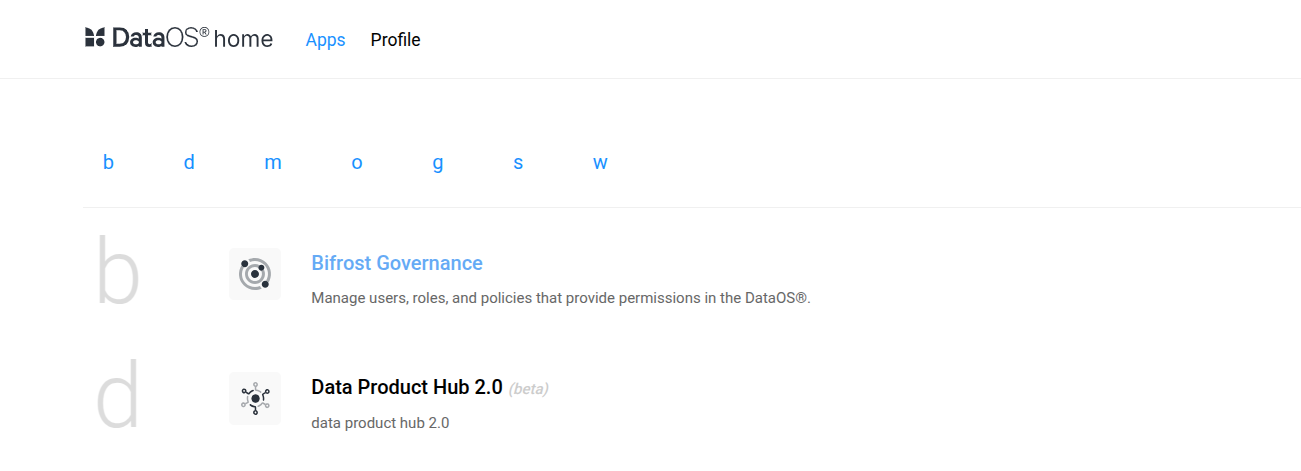 DataOS® home Apps Profile
b d m o g s w
b
Bifrost Governance
Manage users, roles, and policies that provide permissions in the DataOS®.
d
Data Product Hub 2.0 (beta)
data product hub 2.0